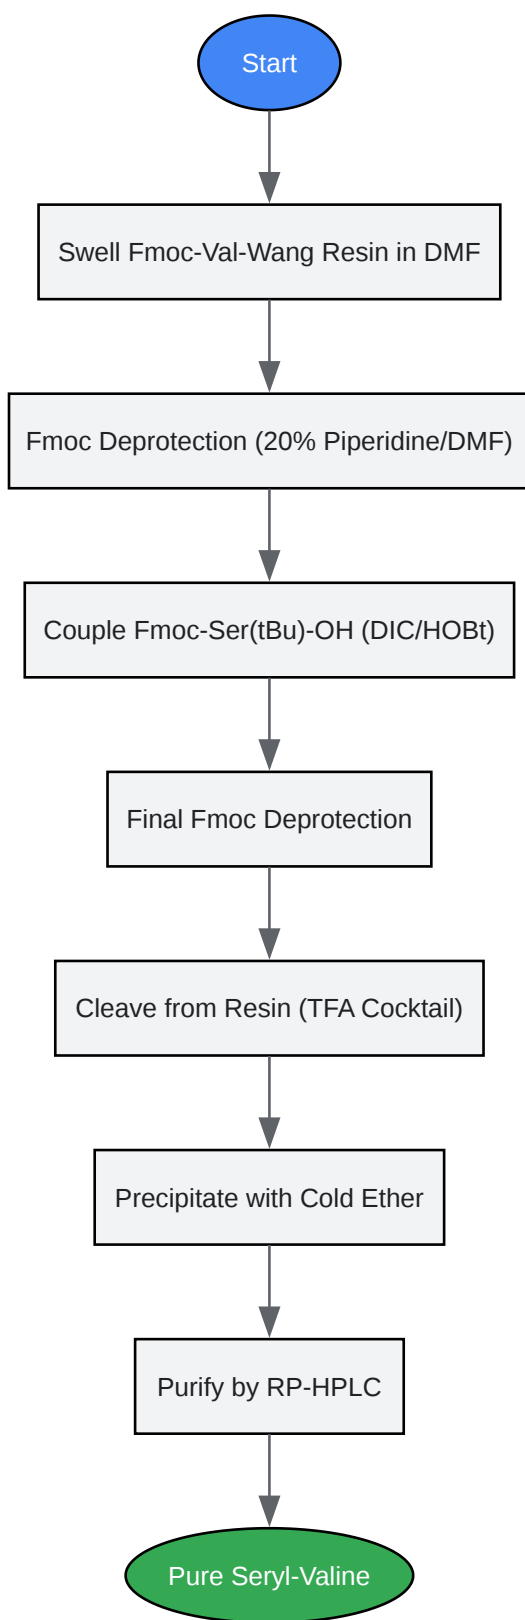 Start
Swell Fmoc-Val-Wang Resin in DMF
Fmoc Deprotection (20% Piperidine/DMF)
Couple Fmoc-Ser(tBu)-OH (DIC/HOBt)
Final Fmoc Deprotection
Cleave from Resin (TFA Cocktail)
Precipitate with Cold Ether
Purify by RP-HPLC
Pure Seryl-Valine